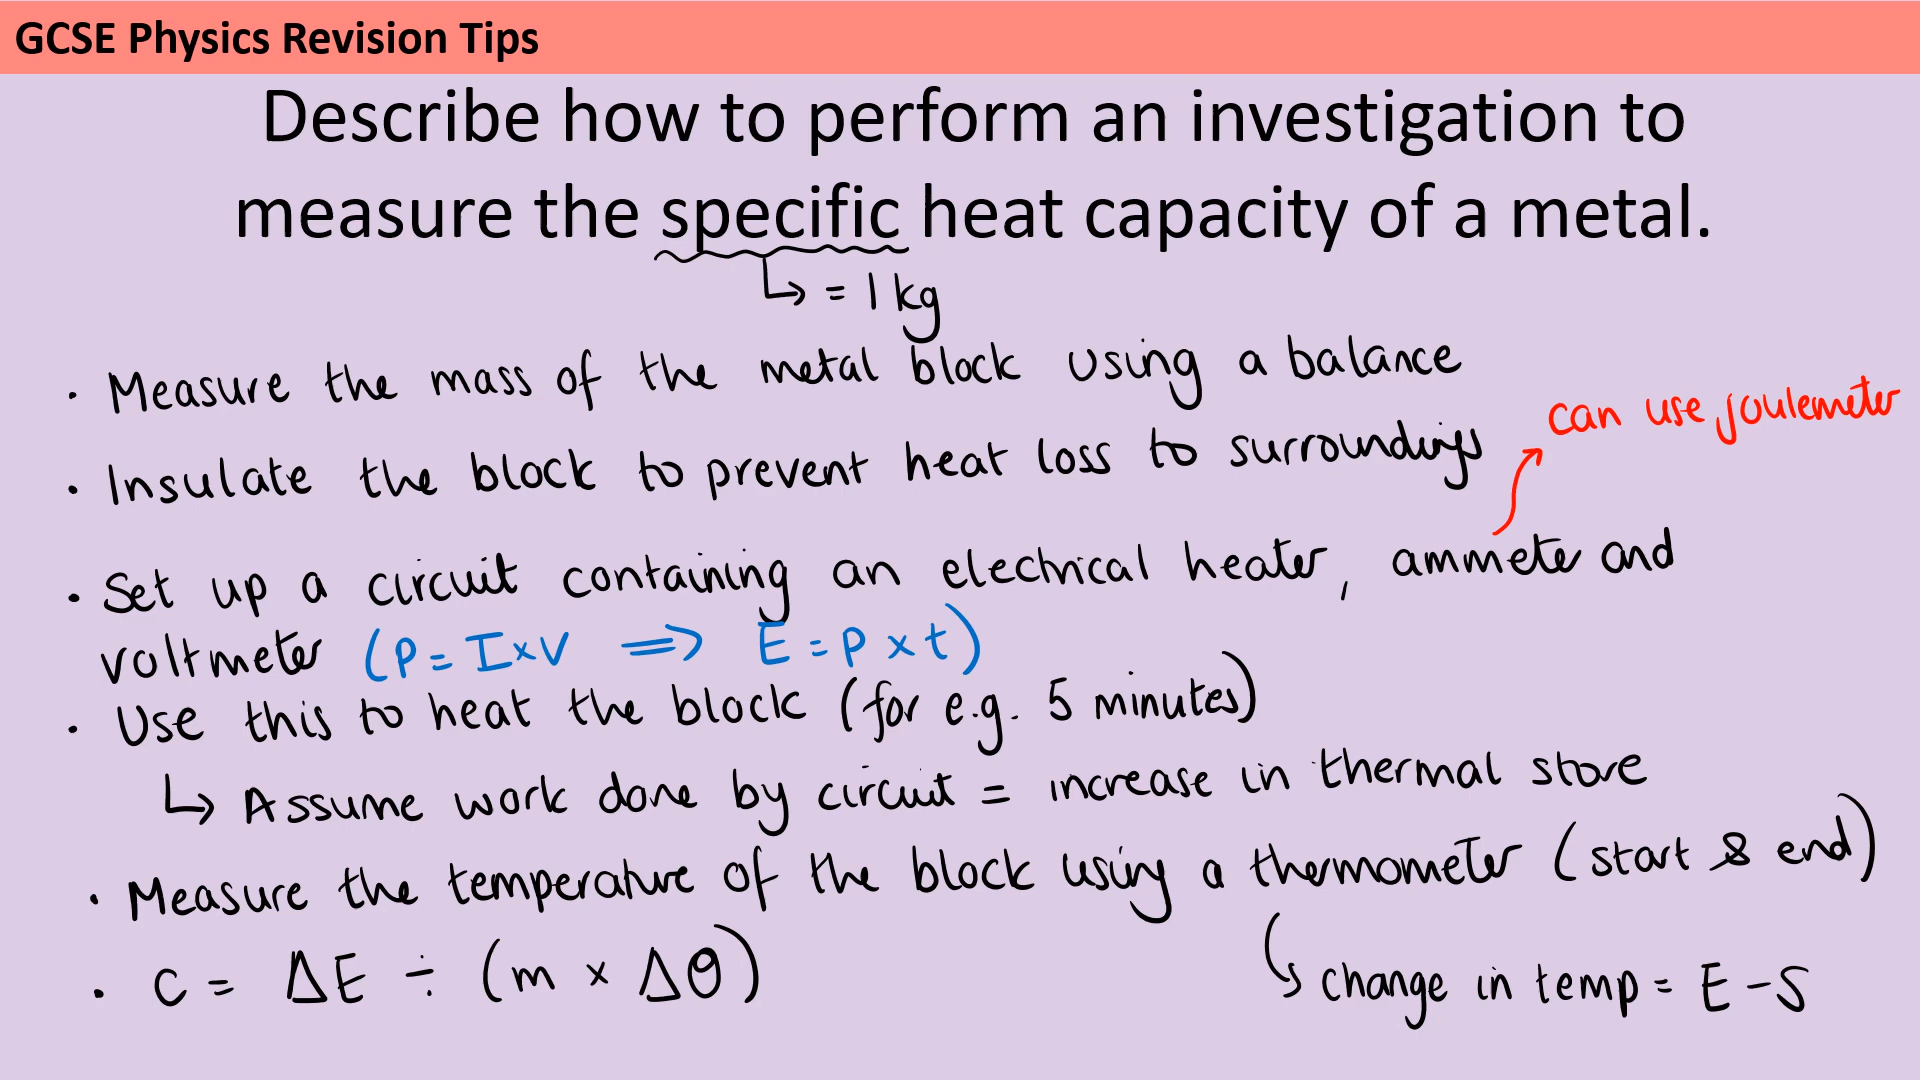 GCSE Physics Revision Tips
Describe how to perform an investigation to
measure the specific heat capacity of a metal.
↳ = 1 kg
• Measure the mass of the metal block using a balance
can use joulemeter
• Insulate the block to prevent heat loss to surroundings
• Set up a circuit containing an electrical heater, ammeter and
voltmeter (P = I × V ⟹ E = P × t)
• Use this to heat the block (for e.g. 5 minutes)
↳ Assume work done by circuit = increase in thermal store
• Measure the temperature of the block using a thermometer (start & end)
• c = ΔE ÷ (m × Δθ)
↳ change in temp = E - S